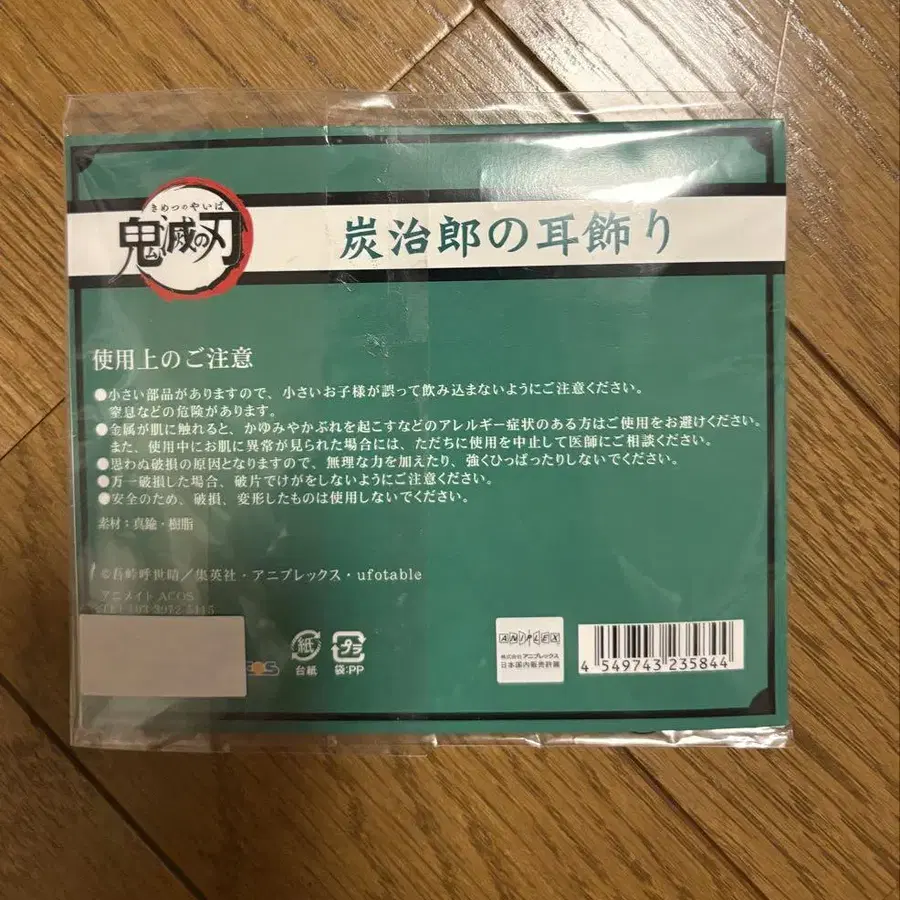 きめつのやいば
鬼滅の刃
炭治郎の耳飾り
使用上のご注意
●小さい部品がありますので、小さいお子様が誤って飲み込まないようにご注意ください。
窒息などの危険があります。
●金属が肌に触れると、かゆみやかぶれを起こすなどのアレルギー症状のある方はご使用をお避けください。
また、使用中にお肌に異常が見られた場合には、ただちに使用を中止して医師にご相談ください。
●思わぬ破損の原因となりますので、無理な力を加えたり、強くひっぱったりしないでください。
●万一破損した場合、破片でけがをしないようにご注意ください。
●安全のため、破損、変形したものは使用しないでください。
素材：真鍮・樹脂
©吾峠呼世晴／集英社・アニプレックス・ufotable
アニメイト ACOS
TEL 03 3972 5115
紙
台紙
プラ
袋:PP
ANIPLEX
株式会社 アニプレックス
日本国内販売許諾
4 549743 235844